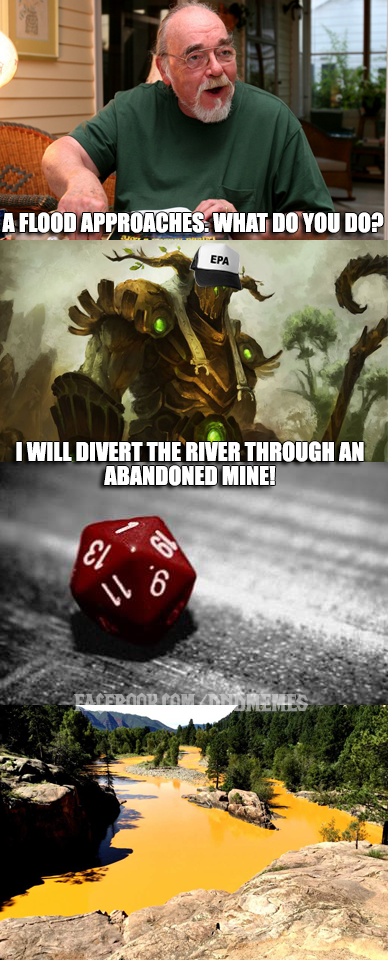 A FLOOD APPROACHES. WHAT DO YOU DO?
EPA
I WILL DIVERT THE RIVER THROUGH AN
ABANDONED MINE!
1
13
19
11
9.
FACEBOOK.COM/DNDMEMES